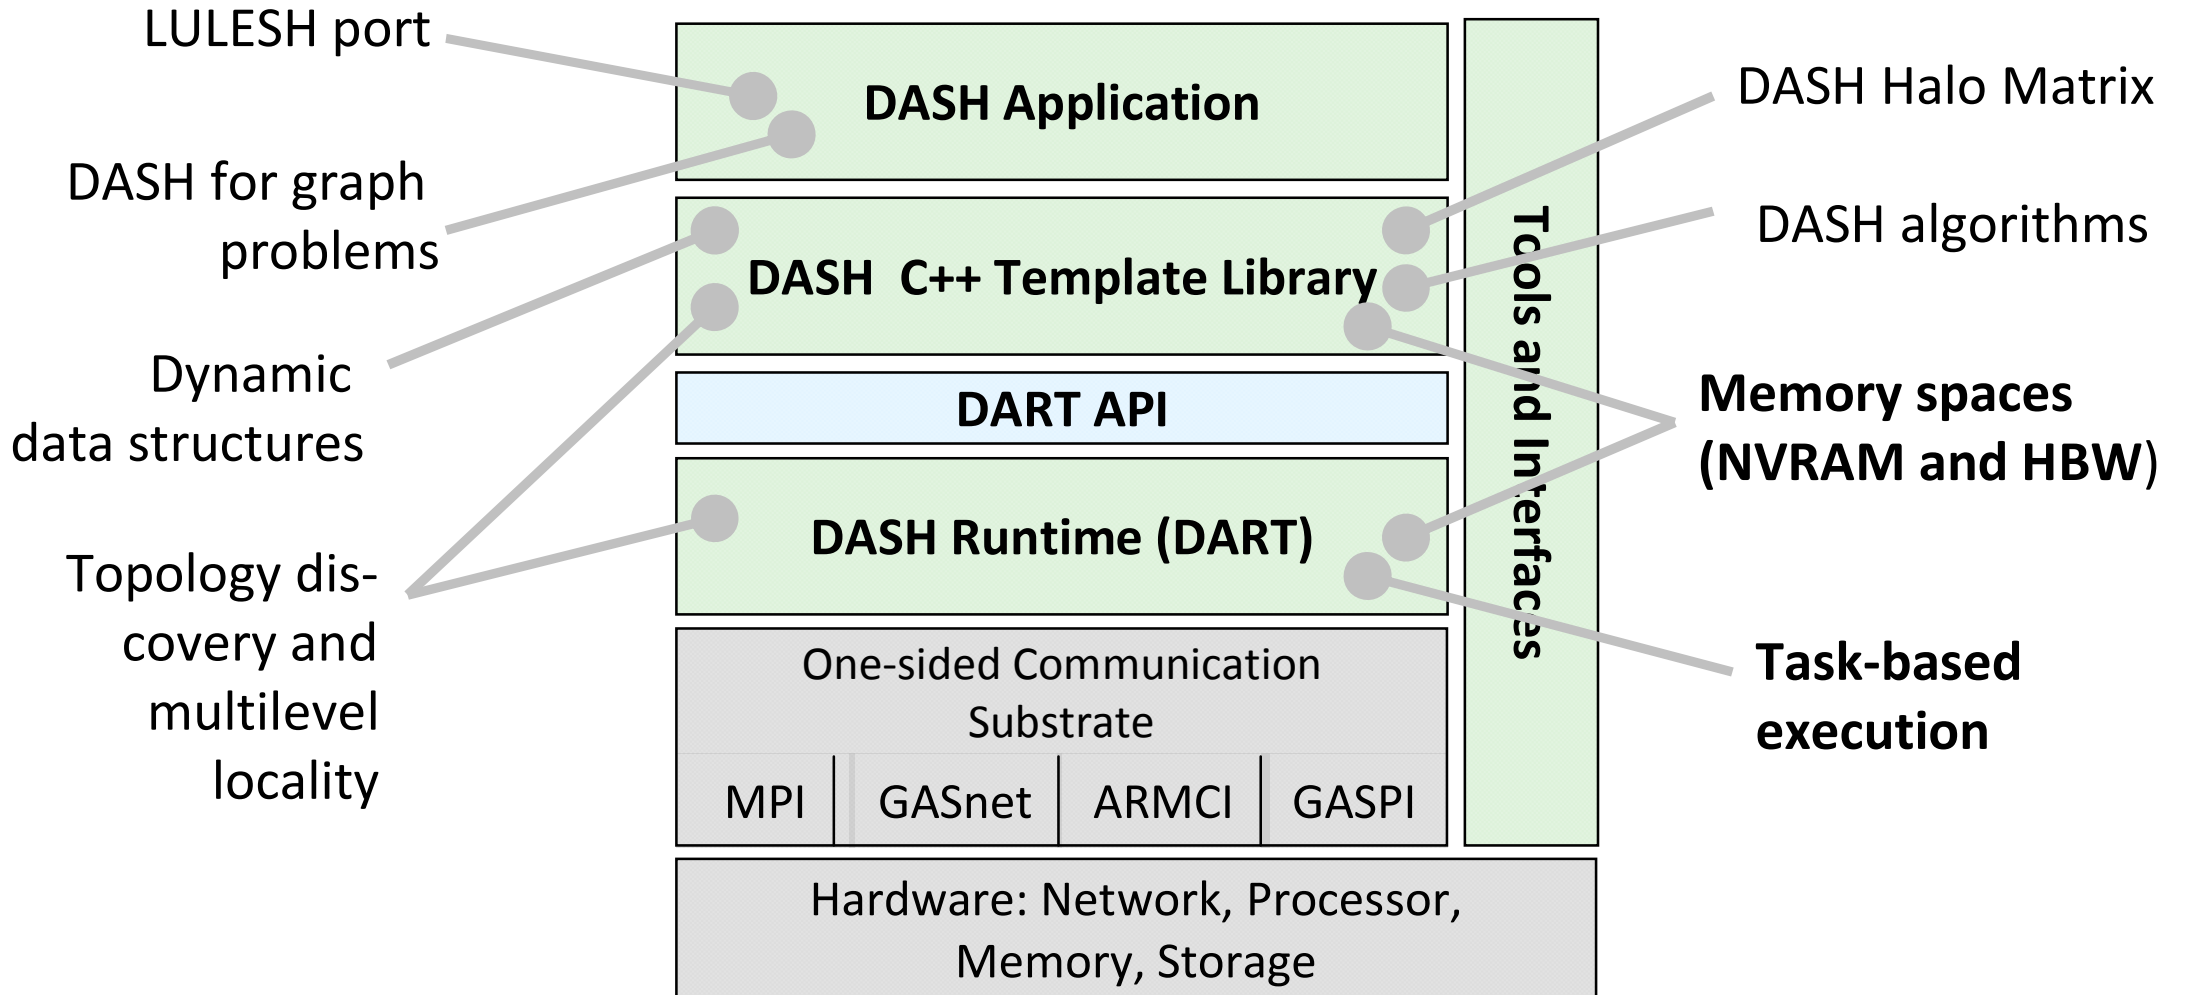 LULESH port
DASH for graph
problems
Dynamic
data structures
Topology dis-
covery and
multilevel
locality
DASH Application
DASH C++ Template Library
DART API
DASH Runtime (DART)
One-sided Communication
Substrate
MPI GASnet ARMCI GASPI
Hardware: Network, Processor,
Memory, Storage
Tools and Interfaces
DASH Halo Matrix
DASH algorithms
Memory spaces
(NVRAM and HBW)
Task-based
execution